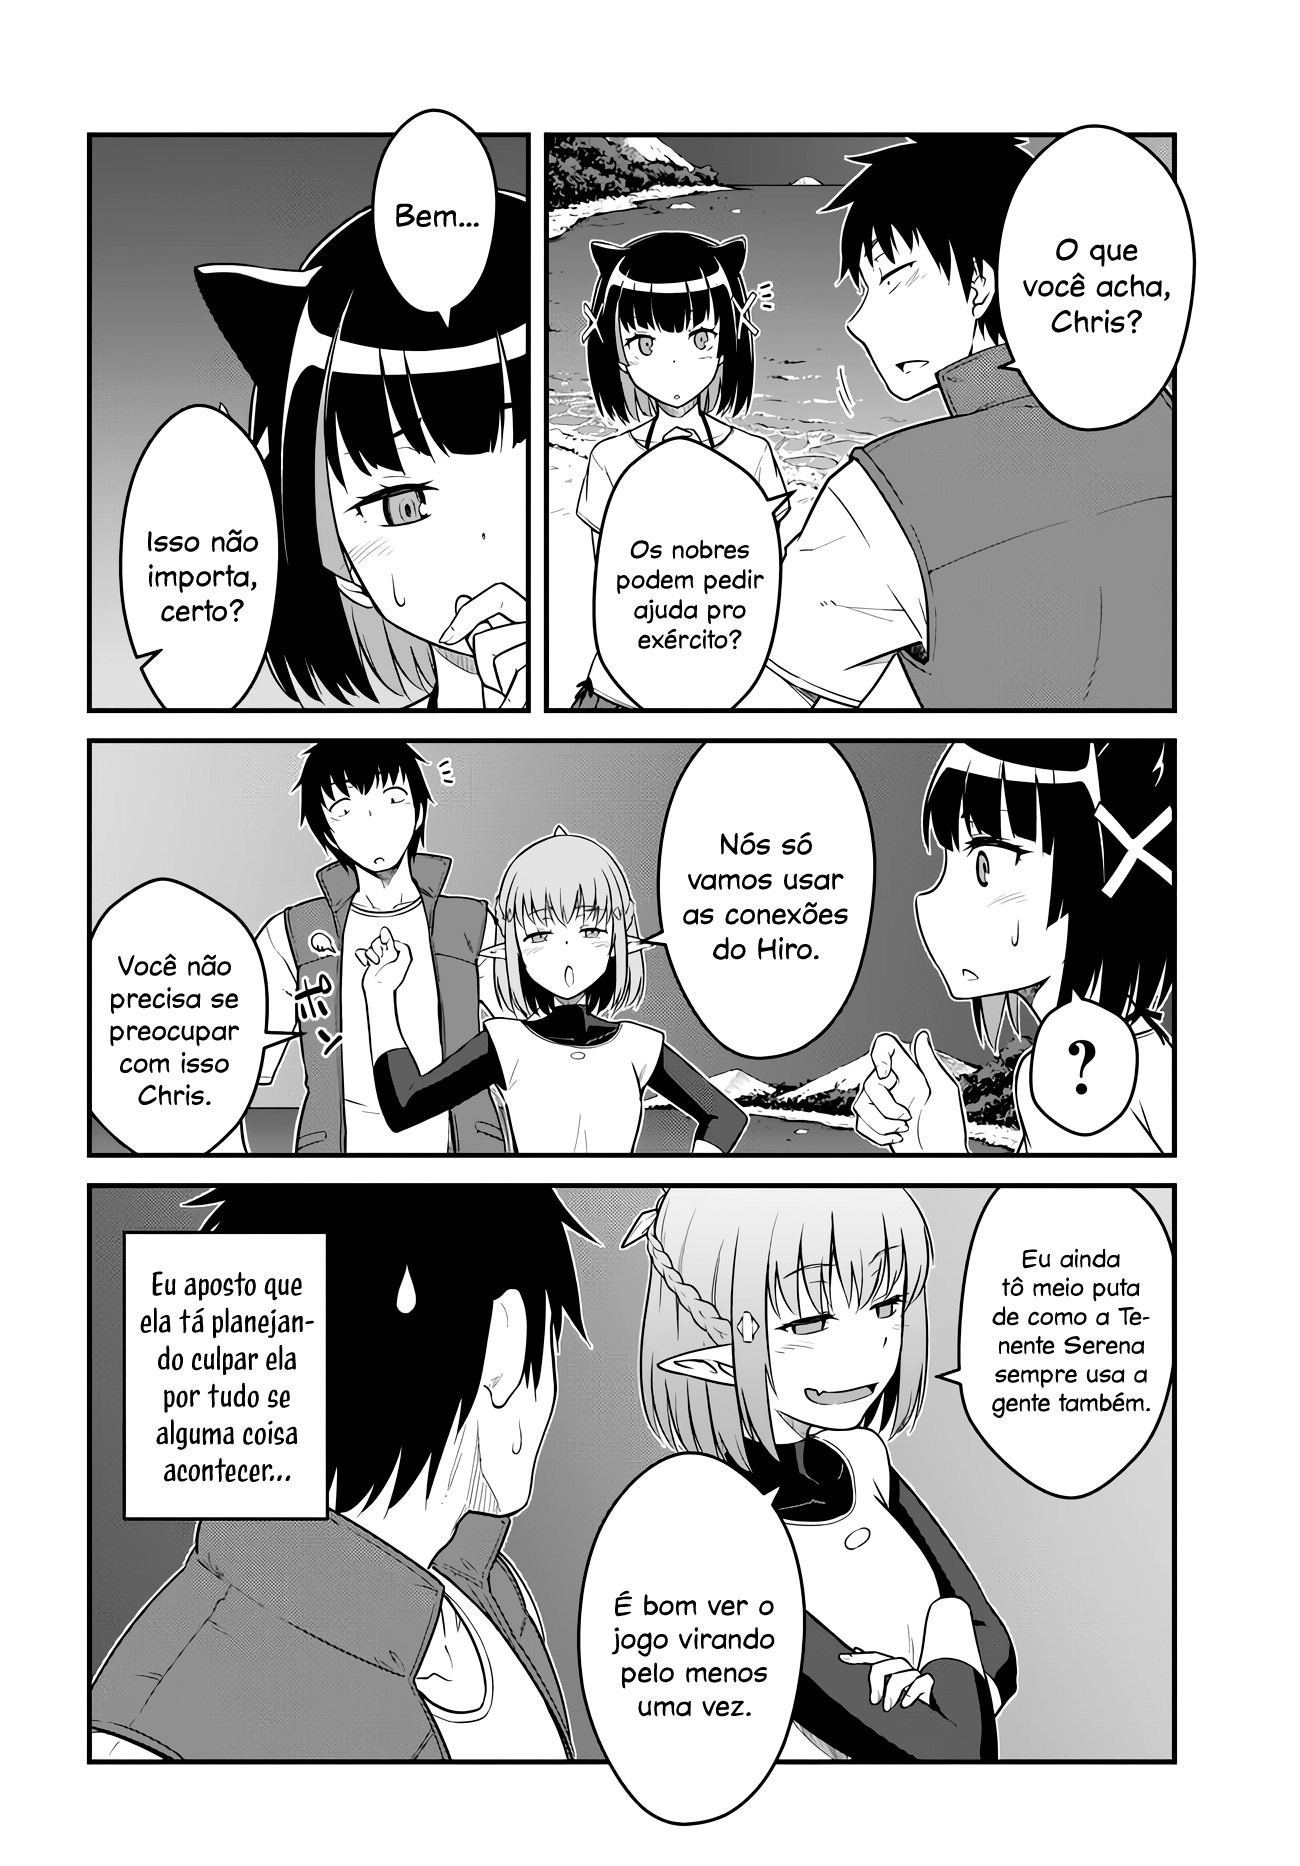 O que
você acha,
Chris?
Os nobres
podem pedir
ajuda pro
exército?
Bem...
Isso não
importa,
certo?
?
Nós só
vamos usar
as conexões
do Hiro.
ポン
Você não
precisa se
preocupar
com isso
Chris.
Eu ainda
tô meio puta
de como a Te-
nente Serena
sempre usa a
gente também.
É bom ver o
jogo virando
pelo menos
uma vez.
Eu aposto que
ela tá planejan-
do culpar ela
por tudo se
alguma coisa
acontecer...